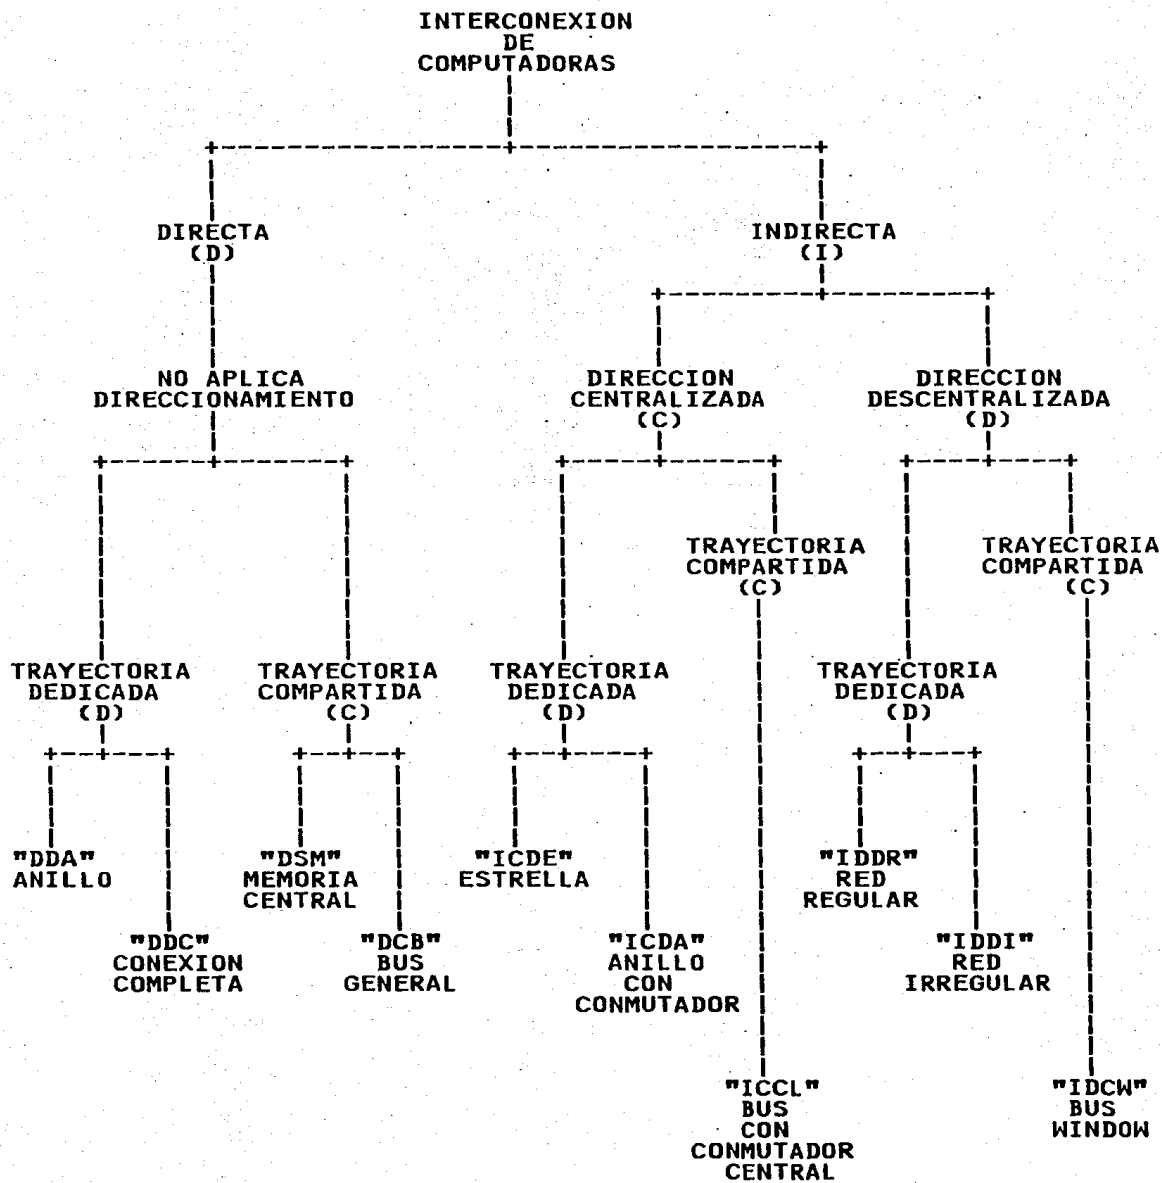 INTERCONEXION
DE
COMPUTADORAS
DIRECTA
(D)
INDIRECTA
(I)
NO APLICA
DIRECCIONAMIENTO
DIRECCION
CENTRALIZADA
(C)
DIRECCION
DESCENTRALIZADA
(D)
TRAYECTORIA
COMPARTIDA
(C)
TRAYECTORIA
COMPARTIDA
(C)
TRAYECTORIA
DEDICADA
(D)
TRAYECTORIA
COMPARTIDA
(C)
TRAYECTORIA
DEDICADA
(D)
TRAYECTORIA
DEDICADA
(D)
"DDA"
ANILLO
"DSM"
MEMORIA
CENTRAL
"ICDE"
ESTRELLA
"IDDR"
RED
REGULAR
"DDC"
CONEXION
COMPLETA
"DCB"
BUS
GENERAL
"ICDA"
ANILLO
CON
CONMUTADOR
"IDDI"
RED
IRREGULAR
"ICCL"
BUS
CON
CONMUTADOR
CENTRAL
"IDCW"
BUS
WINDOW